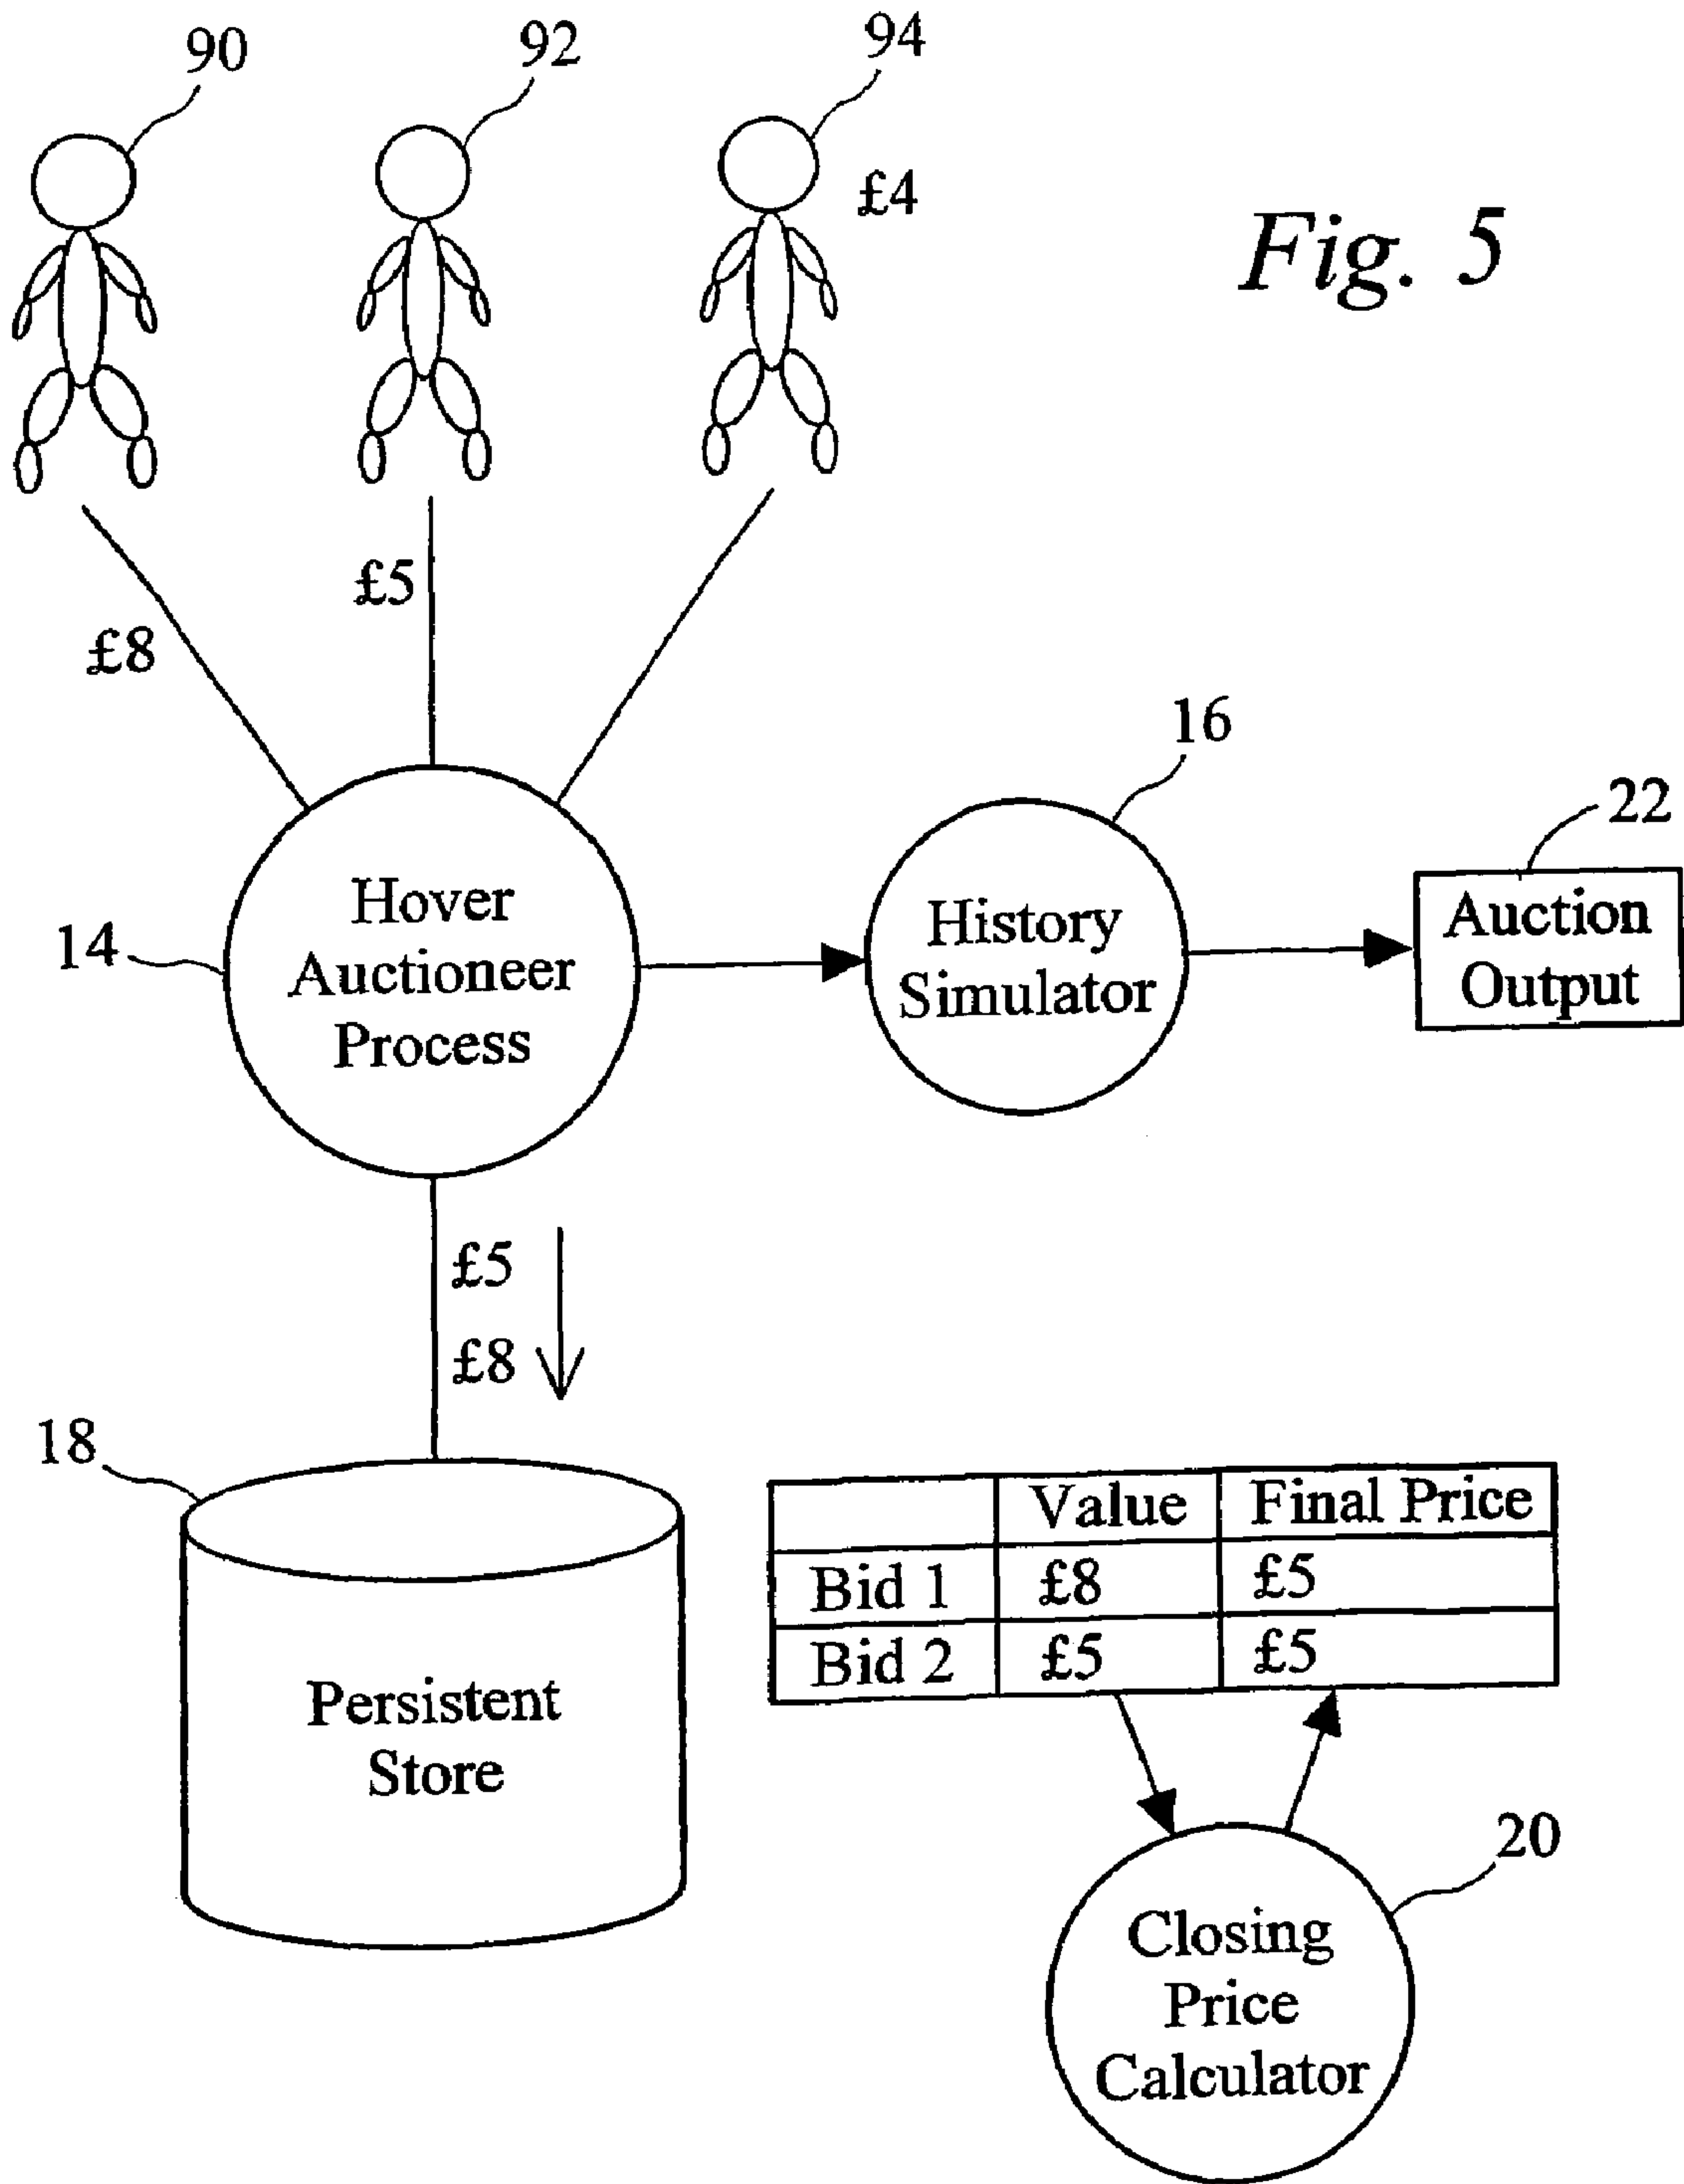 90
92
94
£4
Fig. 5
£5
£8
16
22
Hover
Auctioneer
Process
14
History
Simulator
Auction
Output
£5
£8
18
Persistent
Store
Value Final Price
Bid 1 £8 £5
Bid 2 £5 £5
20
Closing
Price
Calculator